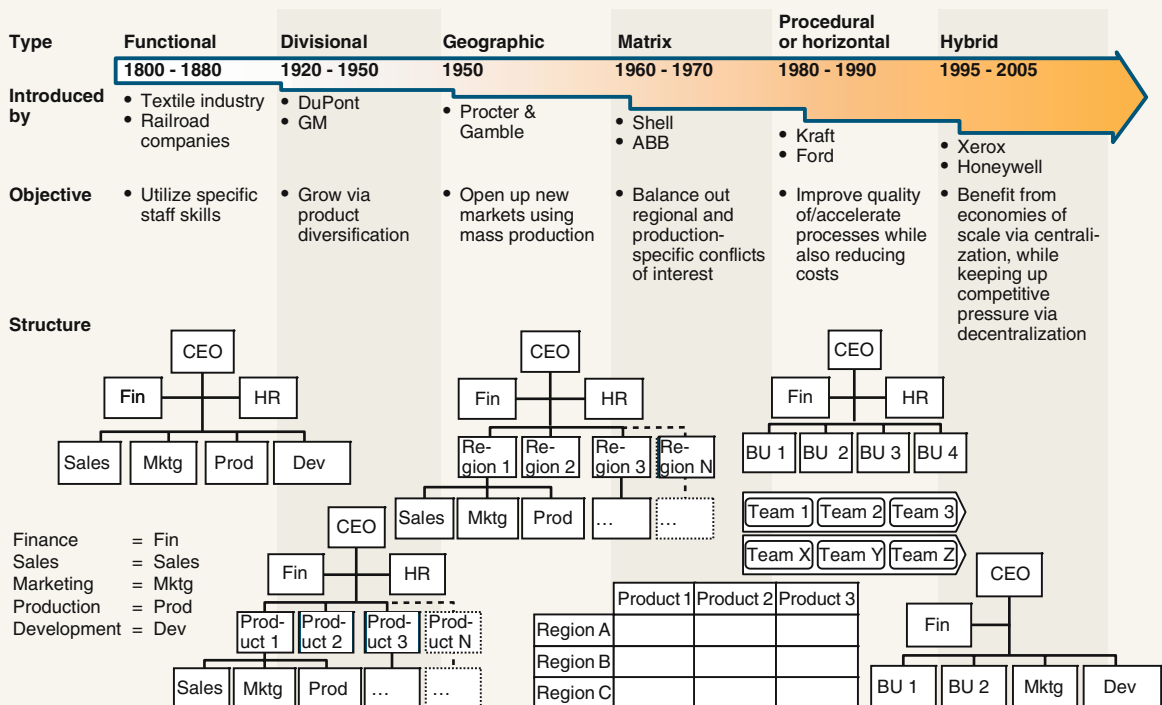 Type
Functional
Divisional
Geographic
Matrix
Procedural
or horizontal
Hybrid
1800 - 1880
1920 - 1950
1950
1960 - 1970
1980 - 1990
1995 - 2005
Introduced
by
• Textile industry
• Railroad
companies
• DuPont
• GM
• Procter &
Gamble
• Shell
• ABB
• Kraft
• Ford
• Xerox
• Honeywell
Objective
• Utilize specific
staff skills
• Grow via
product
diversification
• Open up new
markets using
mass production
• Balance out
regional and
production-
specific conflicts
of interest
• Improve quality
of/accelerate
processes while
also reducing
costs
• Benefit from
economies of
scale via centrali-
zation, while
keeping up
competitive
pressure via
decentralization
Structure
CEO
Fin
HR
Sales
Mktg
Prod
Dev
CEO
Fin
HR
Prod-
uct 1
Prod-
uct 2
Prod-
uct 3
Prod-
uct N
Sales
Mktg
Prod
...
...
CEO
Fin
HR
Re-
gion 1
Re-
gion 2
Re-
gion 3
Re-
gion N
Sales
Mktg
Prod
...
...
Product 1
Product 2
Product 3
Region A
Region B
Region C
CEO
Fin
HR
BU 1
BU 2
BU 3
BU 4
Team 1
Team 2
Team 3
Team X
Team Y
Team Z
CEO
Fin
BU 1
BU 2
Mktg
Dev
Finance = Fin
Sales = Sales
Marketing = Mktg
Production = Prod
Development = Dev